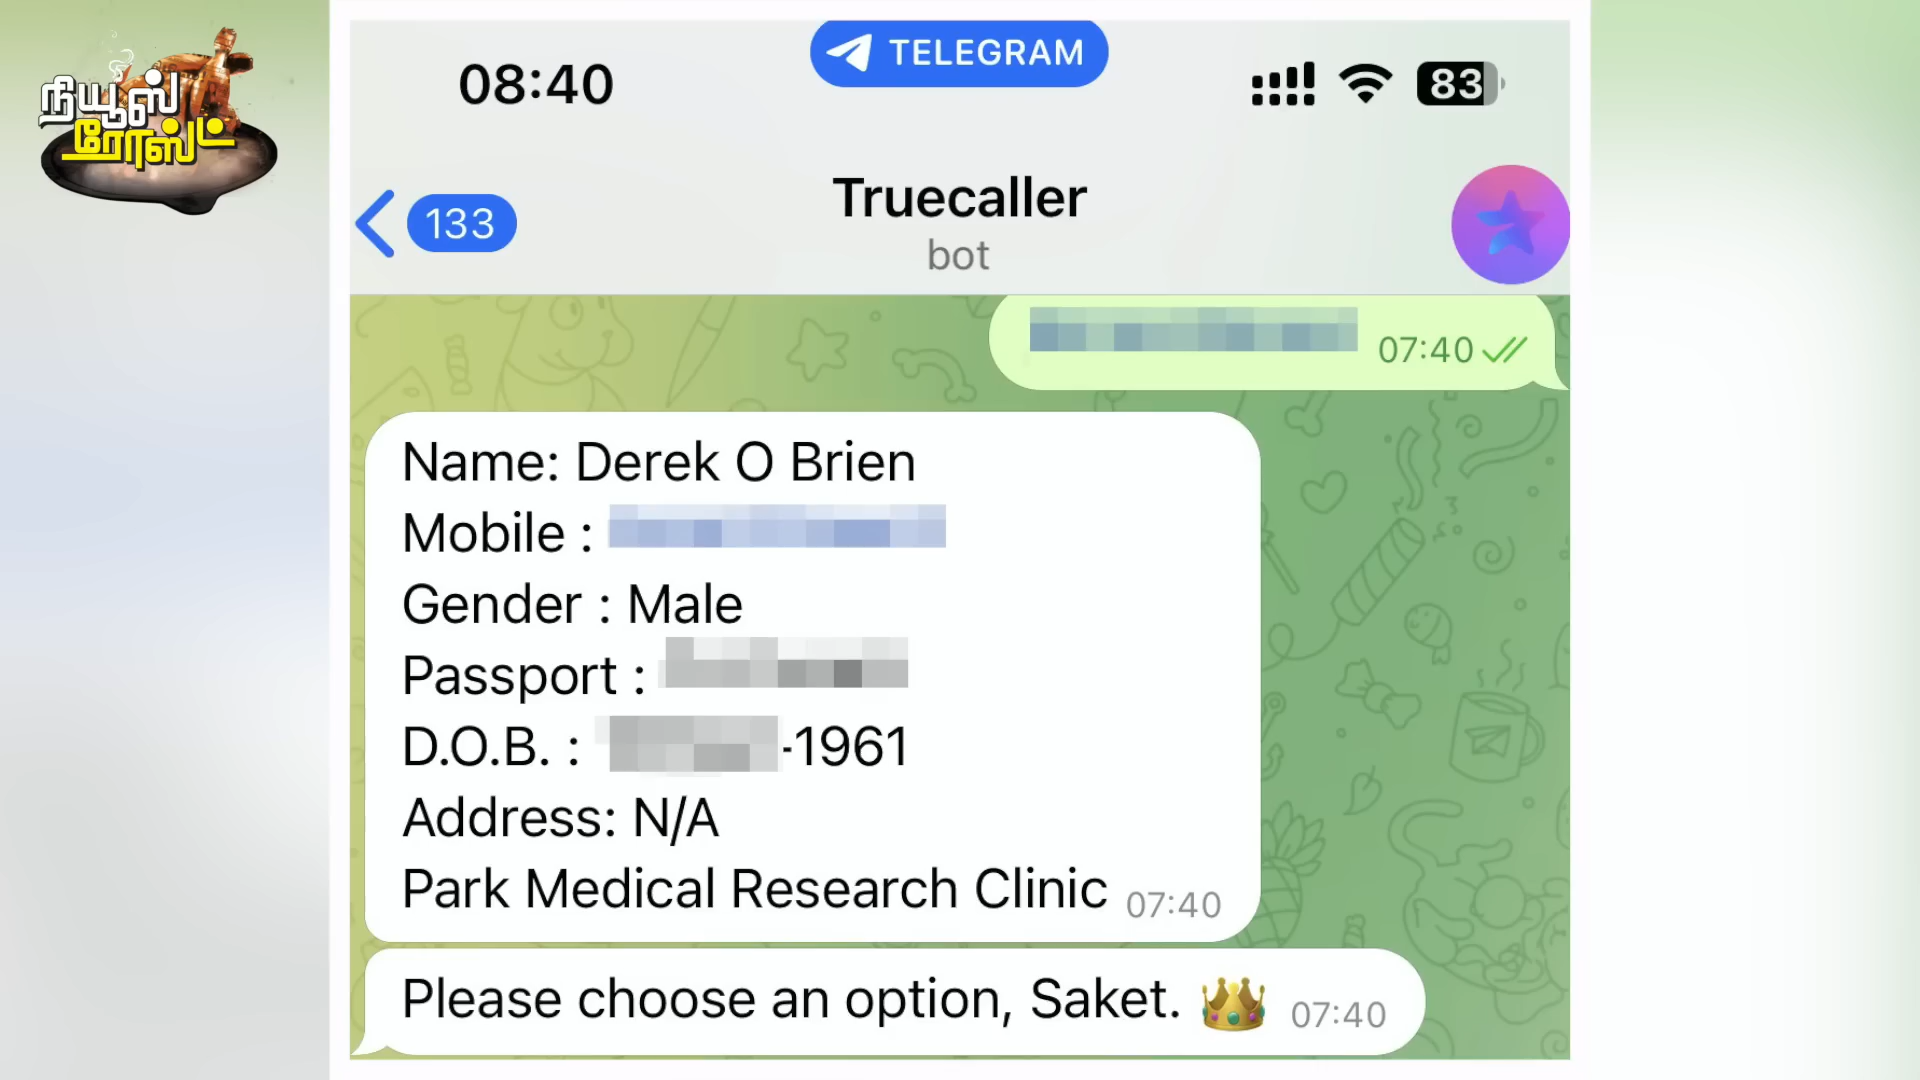 நியூஸ்
ரோஸ்ட்
TELEGRAM
08:40
83
133
Truecaller
bot
07:40
Name: Derek O Brien
Mobile :
Gender : Male
Passport :
D.O.B. : -1961
Address: N/A
Park Medical Research Clinic 07:40
Please choose an option, Saket. 👑 07:40